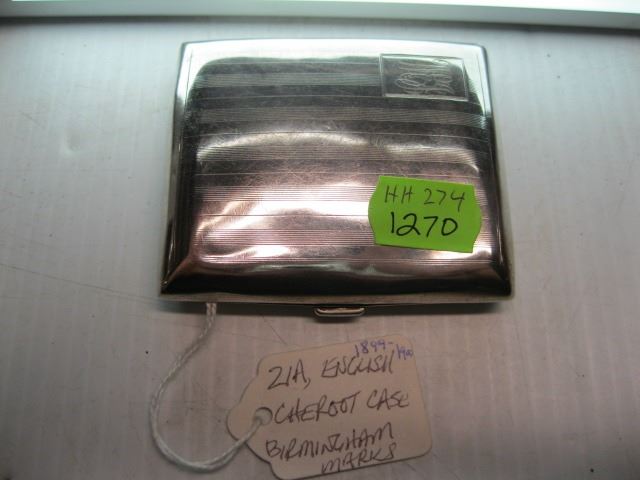 HH 274
1270
1899-1900
21A, ENGLISH
CHEROOT CASE
BIRMINGHAM
MARKS